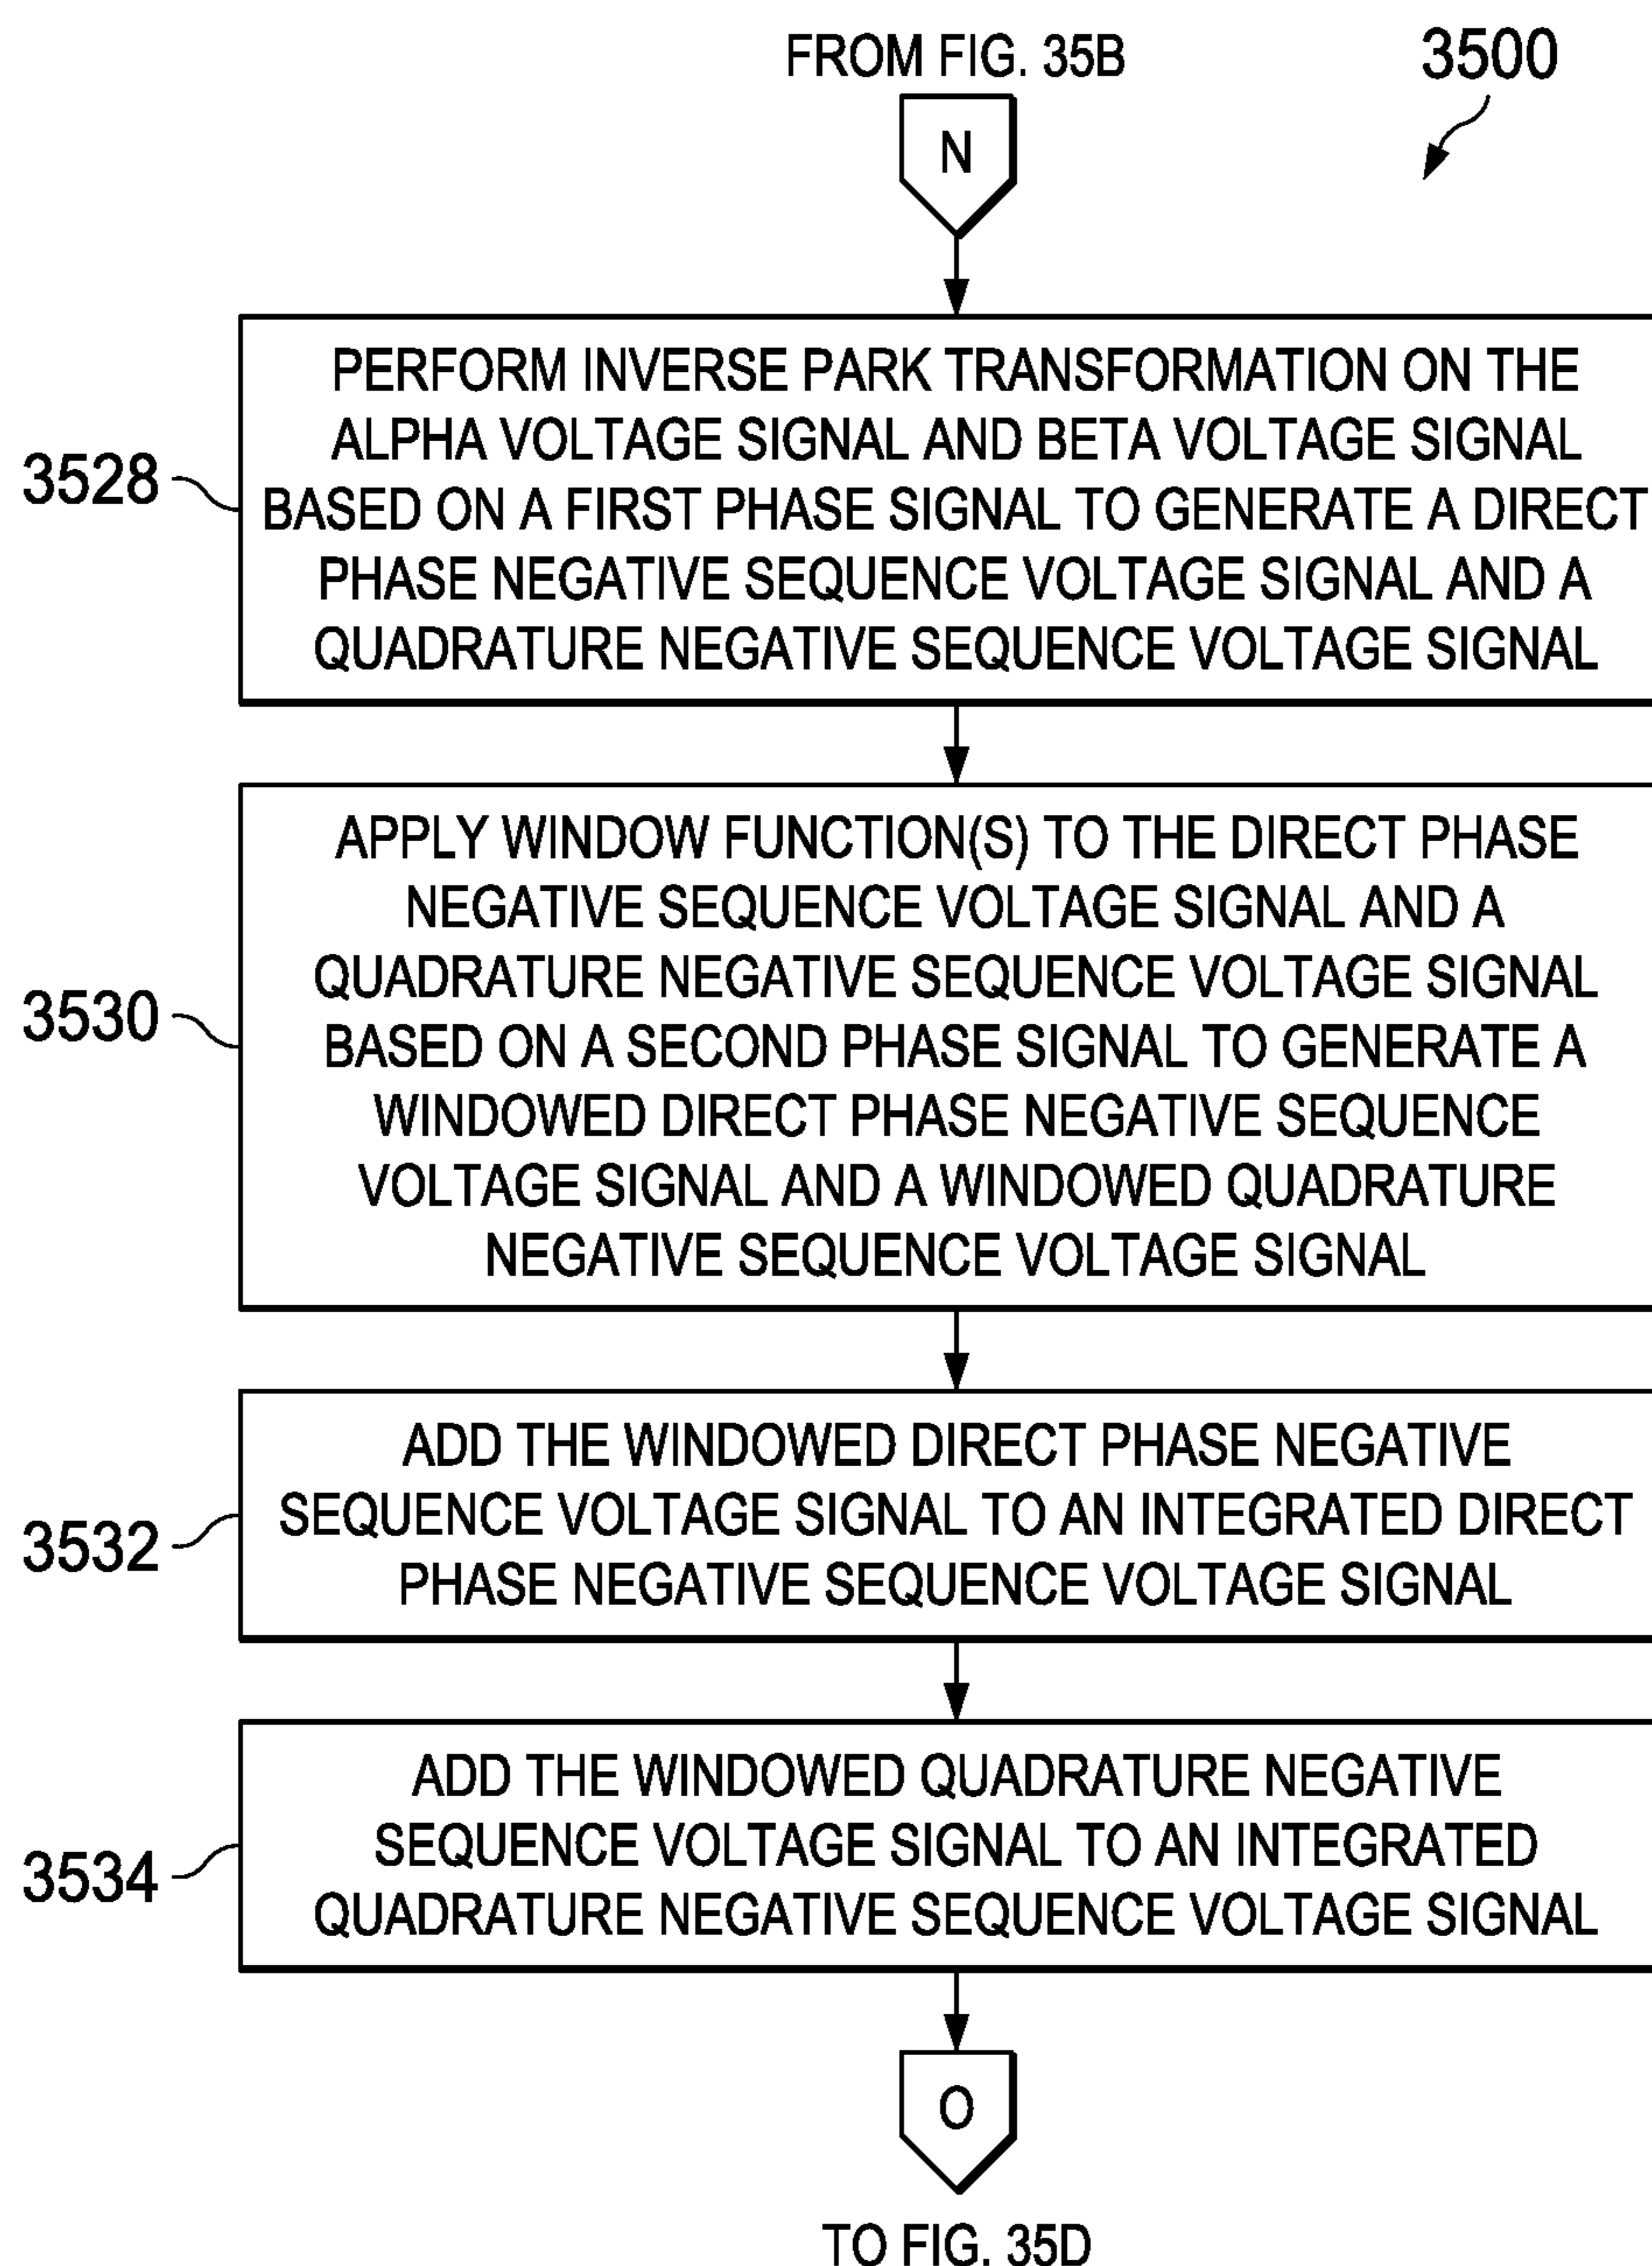 FROM FIG. 35B
3500
N
3528
PERFORM INVERSE PARK TRANSFORMATION ON THE
ALPHA VOLTAGE SIGNAL AND BETA VOLTAGE SIGNAL
BASED ON A FIRST PHASE SIGNAL TO GENERATE A DIRECT
PHASE NEGATIVE SEQUENCE VOLTAGE SIGNAL AND A
QUADRATURE NEGATIVE SEQUENCE VOLTAGE SIGNAL
3530
APPLY WINDOW FUNCTION(S) TO THE DIRECT PHASE
NEGATIVE SEQUENCE VOLTAGE SIGNAL AND A
QUADRATURE NEGATIVE SEQUENCE VOLTAGE SIGNAL
BASED ON A SECOND PHASE SIGNAL TO GENERATE A
WINDOWED DIRECT PHASE NEGATIVE SEQUENCE
VOLTAGE SIGNAL AND A WINDOWED QUADRATURE
NEGATIVE SEQUENCE VOLTAGE SIGNAL
3532
ADD THE WINDOWED DIRECT PHASE NEGATIVE
SEQUENCE VOLTAGE SIGNAL TO AN INTEGRATED DIRECT
PHASE NEGATIVE SEQUENCE VOLTAGE SIGNAL
3534
ADD THE WINDOWED QUADRATURE NEGATIVE
SEQUENCE VOLTAGE SIGNAL TO AN INTEGRATED
QUADRATURE NEGATIVE SEQUENCE VOLTAGE SIGNAL
O
TO FIG. 35D